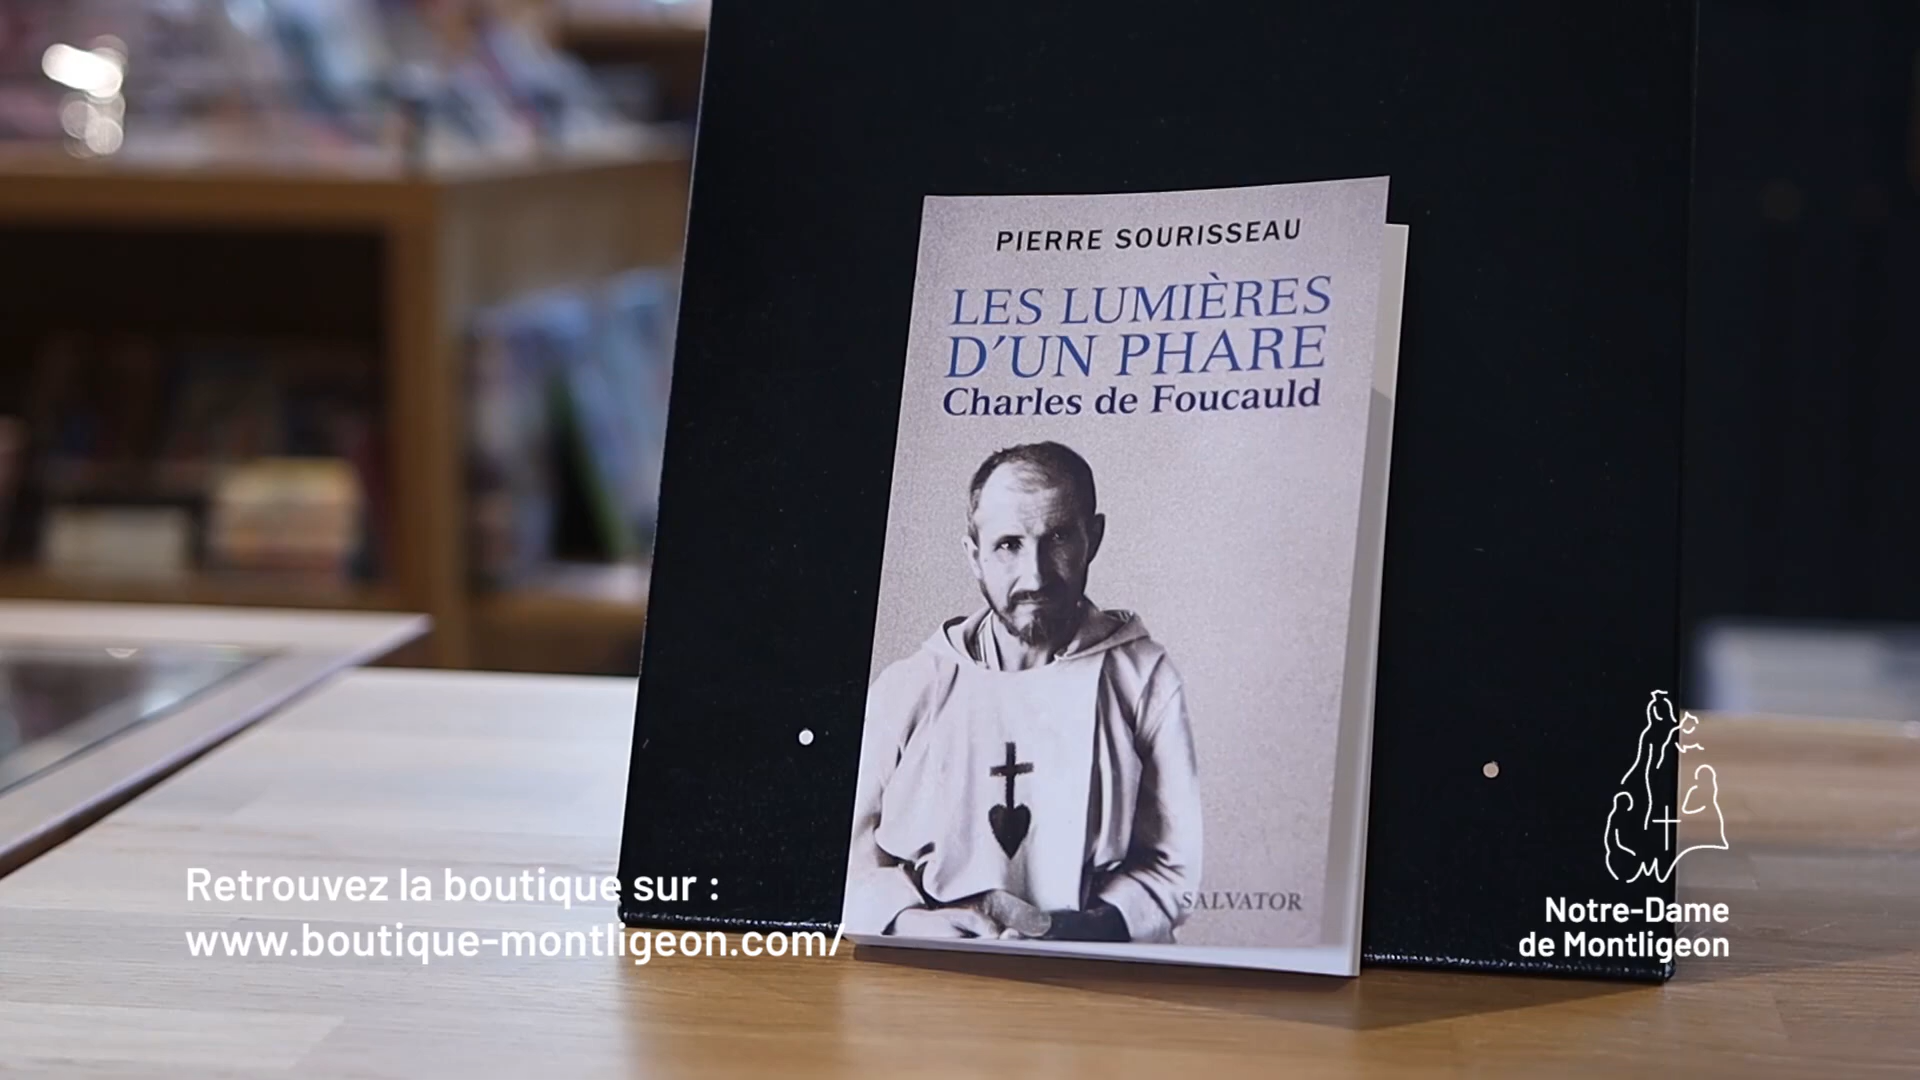 PIERRE SOURISSEAU
LES LUMIÈRES
D'UN PHARE
Charles de Foucauld
SALVATOR
Retrouvez la boutique sur :
www.boutique-montligeon.com/
Notre-Dame
de Montligeon